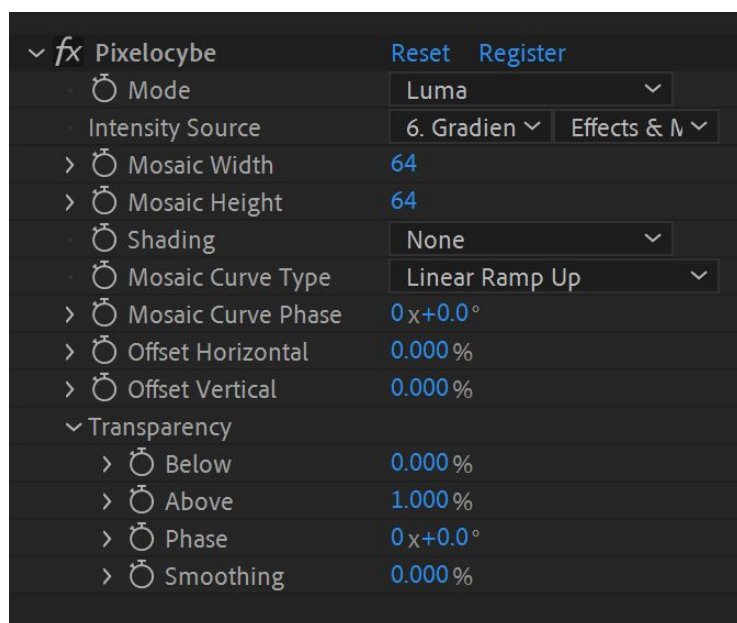 fx Pixelocybe Reset Register
Mode Luma
Intensity Source 6. Gradien Effects & M
Mosaic Width 64
Mosaic Height 64
Shading None
Mosaic Curve Type Linear Ramp Up
Mosaic Curve Phase 0x+0.0°
Offset Horizontal 0.000%
Offset Vertical 0.000%
Transparency
Below 0.000%
Above 1.000%
Phase 0x+0.0°
Smoothing 0.000%